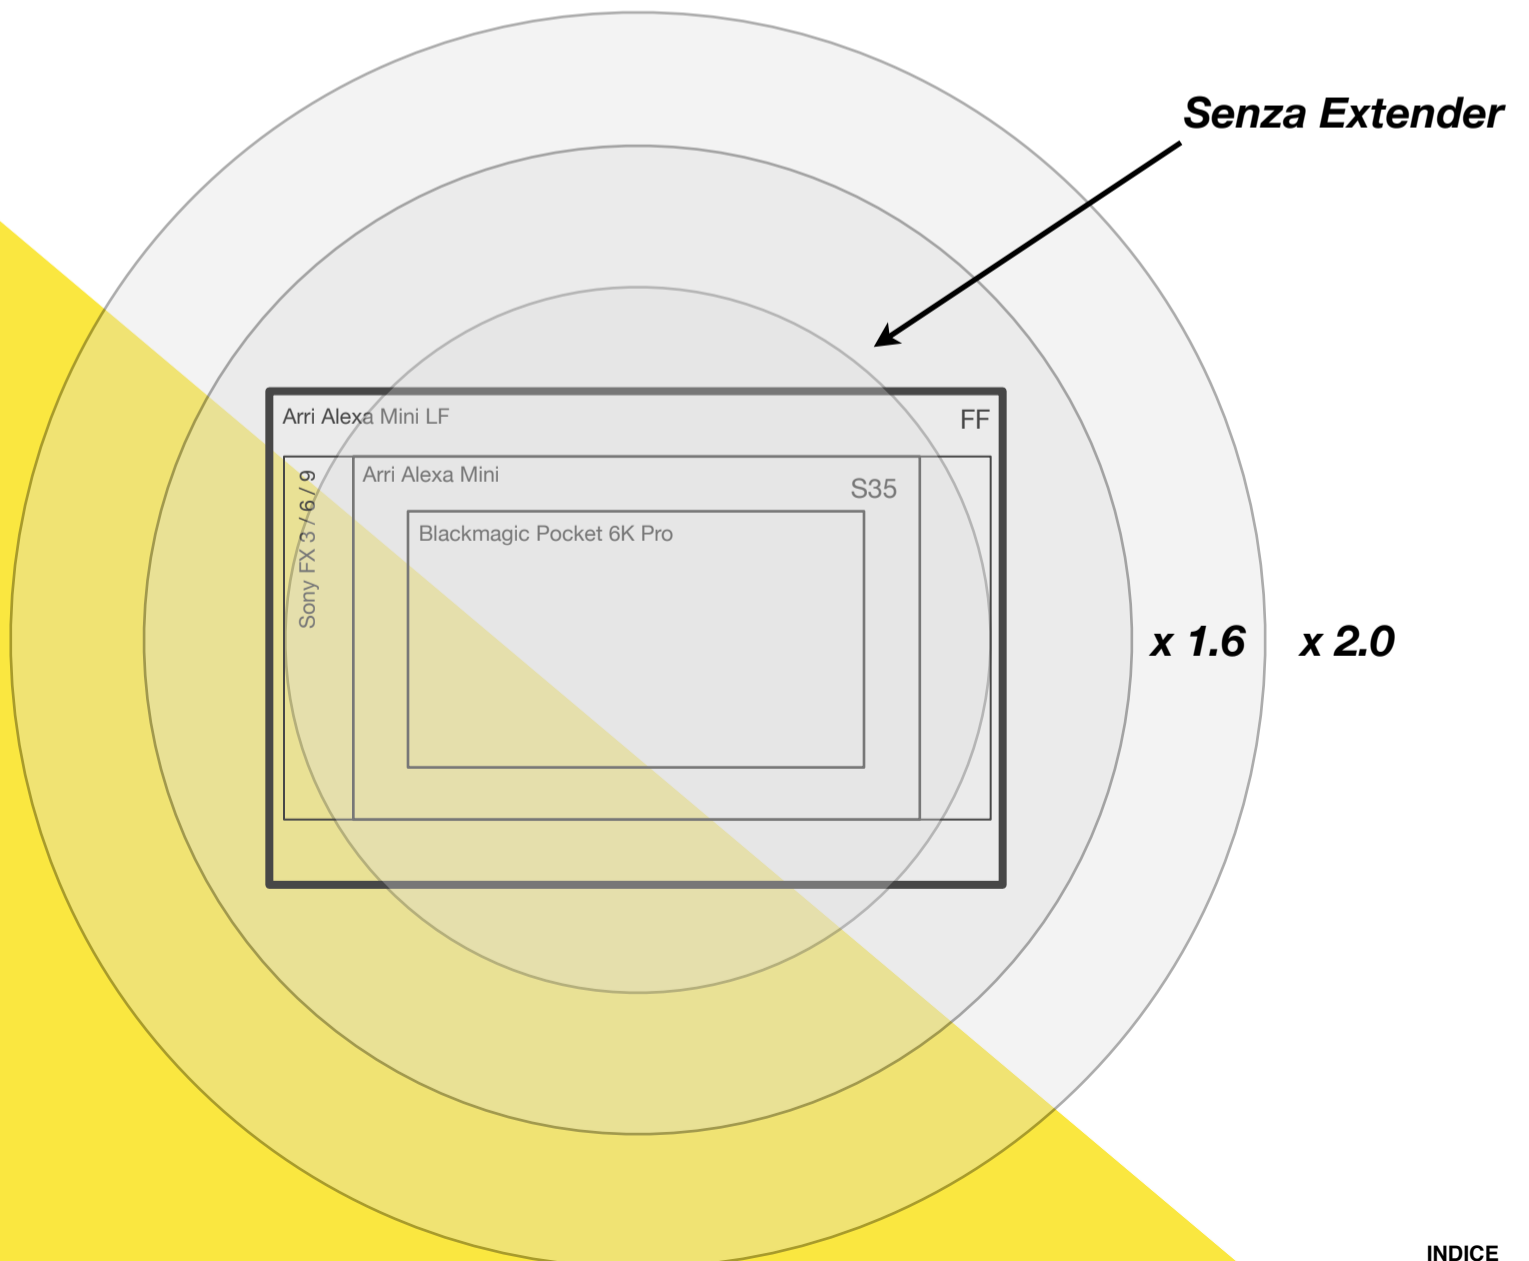 Senza Extender
Arri Alexa Mini LF
FF
Sony FX 3 / 6 / 9
Arri Alexa Mini
S35
Blackmagic Pocket 6K Pro
x 1.6
x 2.0
INDICE